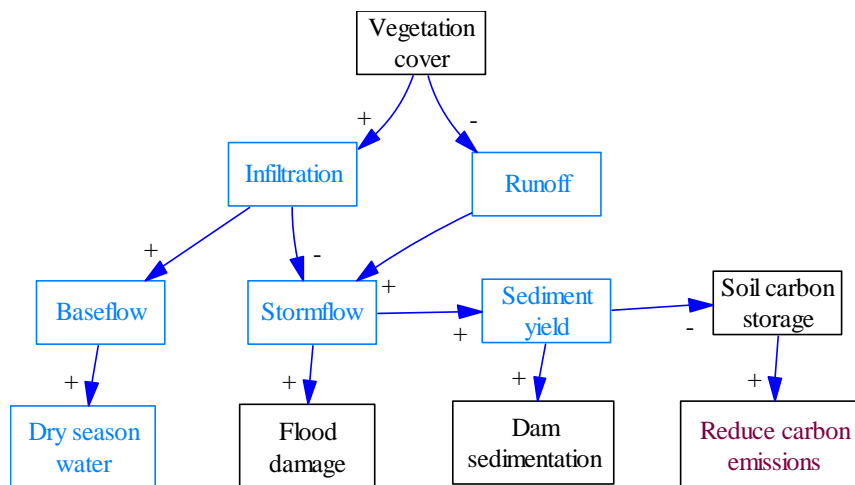 Vegetation
cover
+
-
Infiltration
Runoff
+
-
+
Baseflow
Stormflow
+
Sediment
yield
-
Soil carbon
storage
+
+
+
+
Dry season
water
Flood
damage
Dam
sedimentation
Reduce carbon
emissions